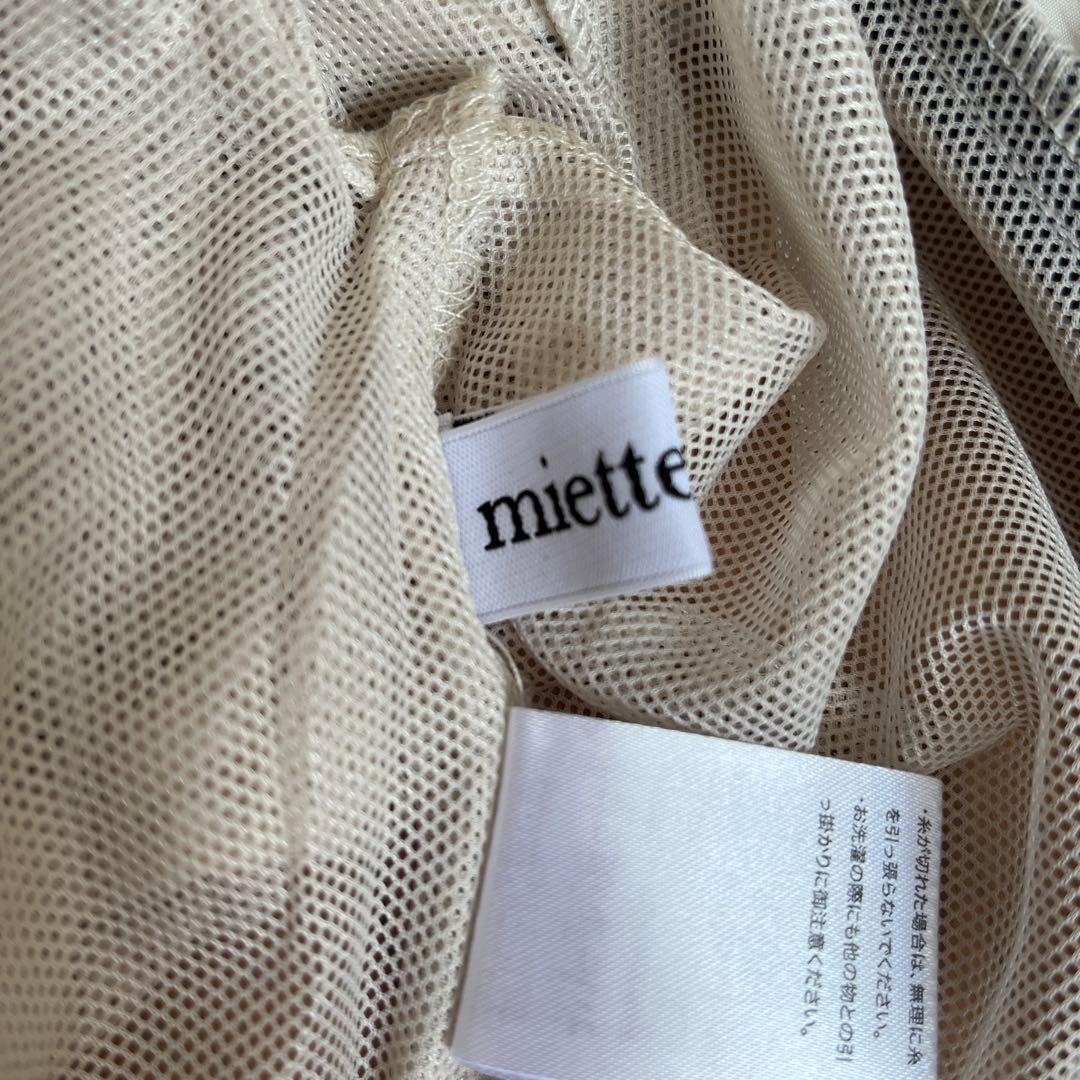 miette
・糸が切れた場合は、無理に糸
を引っ張らないでください。
・お洗濯の際にも他の物との引
っ掛かりに御注意ください。